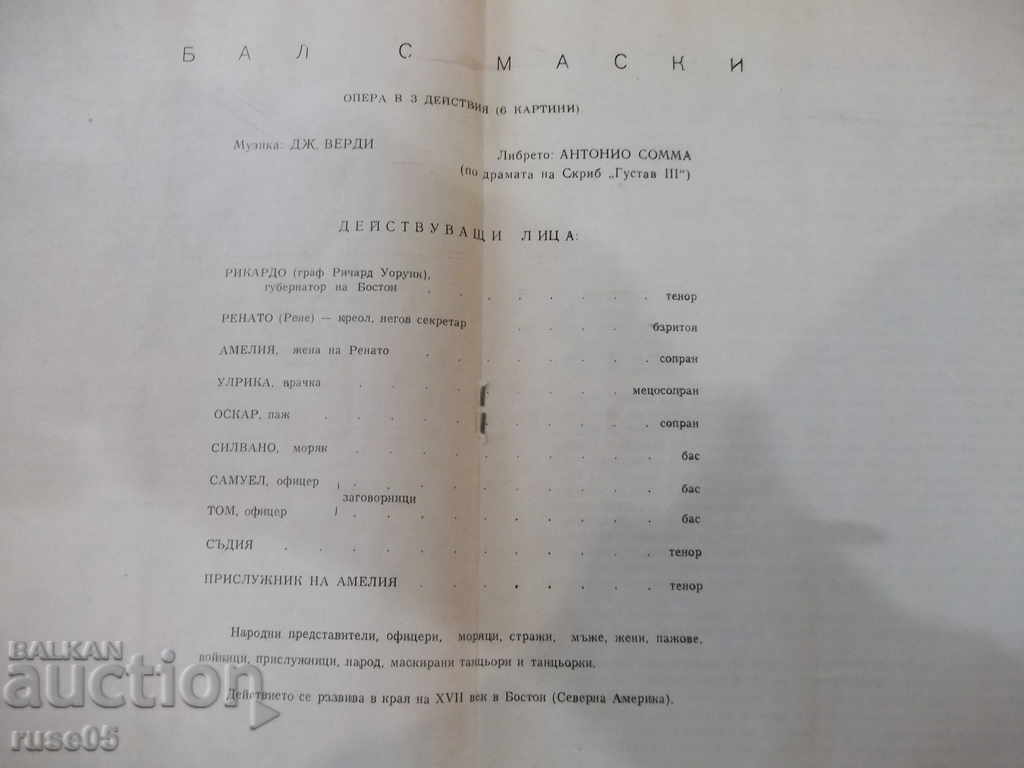 БАЛ С МАСКИ
ОПЕРА В 3 ДЕЙСТВИЯ (6 КАРТИНИ)
Музика: ДЖ. ВЕРДИ
Либрето: АНТОНИО СОММА
(по драмата на Скриб „Густав III“)
ДЕЙСТВУВАЩИ ЛИЦА:
РИКАРДО (граф Ричард Уоруик),
губернатор на Бостон . . . . . . . . тенор
РЕНАТО (Рене) — креол, негов секретар . . . . . . баритон
АМЕЛИЯ, жена на Ренато . . . . . . . . сопран
УЛРИКА, врачка . . . . . . . . . мецосопран
ОСКАР, паж . . . . . . . . . . . сопран
СИЛВАНО, моряк . . . . . . . . . . бас
САМУЕЛ, офицер . . . . . . бас
заговорници
ТОМ, офицер . . . . . . . . . . бас
СЪДИЯ . . . . . . . . . . . . тенор
ПРИСЛУЖНИК НА АМЕЛИЯ . . . . . . . . тенор
Народни представители, офицери, моряци, стражи, мъже, жени, пажове,
войници, прислужници, народ, маскирани танцьори и танцьорки.
Действието се развива в края на XVII век в Бостон (Северна Америка).
BALKAN
auction
ruse05